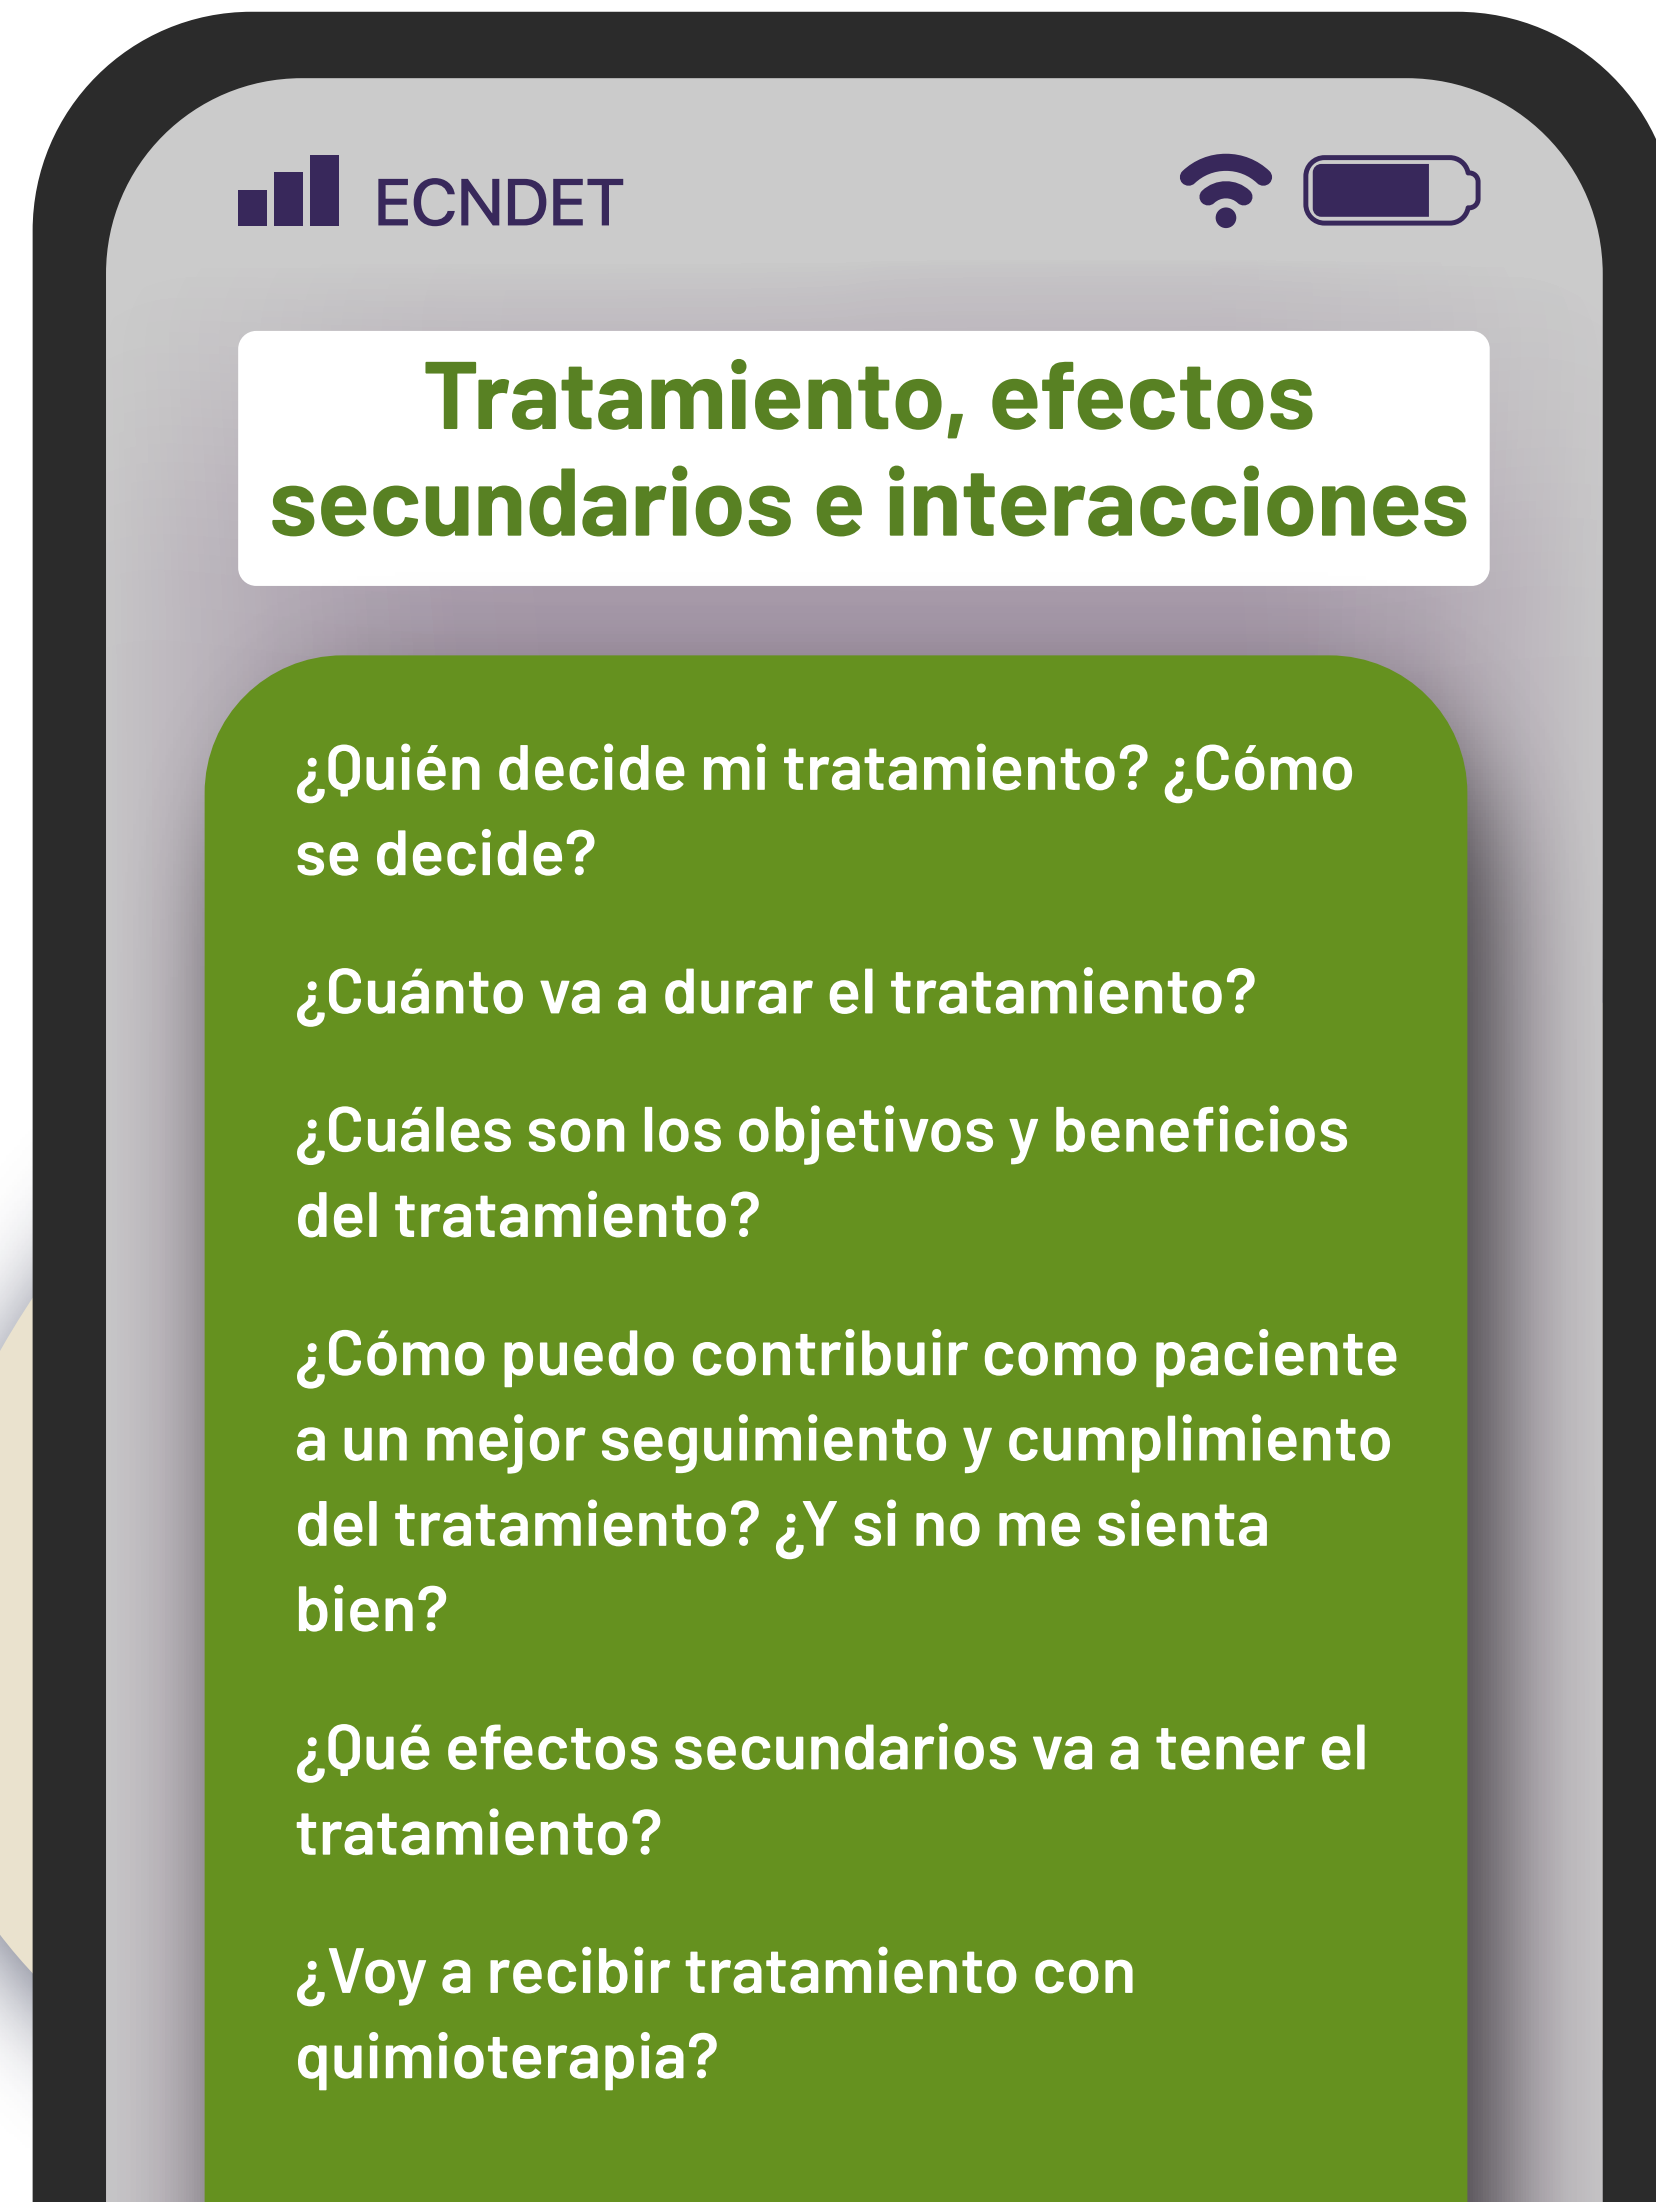 ECNDET
Tratamiento, efectos
secundarios e interacciones
¿Quién decide mi tratamiento? ¿Cómo
se decide?
¿Cuánto va a durar el tratamiento?
¿Cuáles son los objetivos y beneficios
del tratamiento?
¿Cómo puedo contribuir como paciente
a un mejor seguimiento y cumplimiento
del tratamiento? ¿Y si no me sienta
bien?
¿Qué efectos secundarios va a tener el
tratamiento?
¿Voy a recibir tratamiento con
quimioterapia?